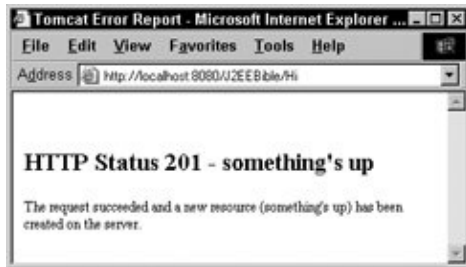 Tomcat Error Report - Microsoft Internet Explorer ...
File Edit View Favorites Tools Help
Address http://localhost:8080/J2EEBible/Hi
HTTP Status 201 - something's up
The request succeeded and a new resource (something's up) has been
created on the server.